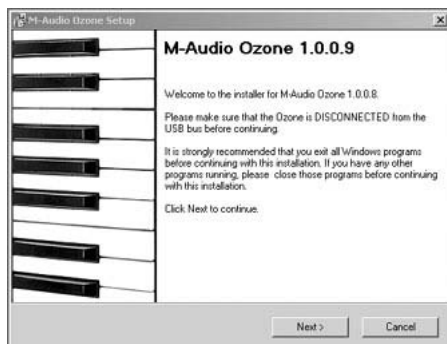 M-Audio Ozone Setup
M-Audio Ozone 1.0.0.9
Welcome to the installer for M-Audio Ozone 1.0.0.8.
Please make sure that the Ozone is DISCONNECTED from the
USB bus before continuing.
It is strongly recommended that you exit all Windows programs
before continuing with this installation. If you have any other
programs running, please close those programs before continuing
with this installation.
Click Next to continue.
Next >
Cancel